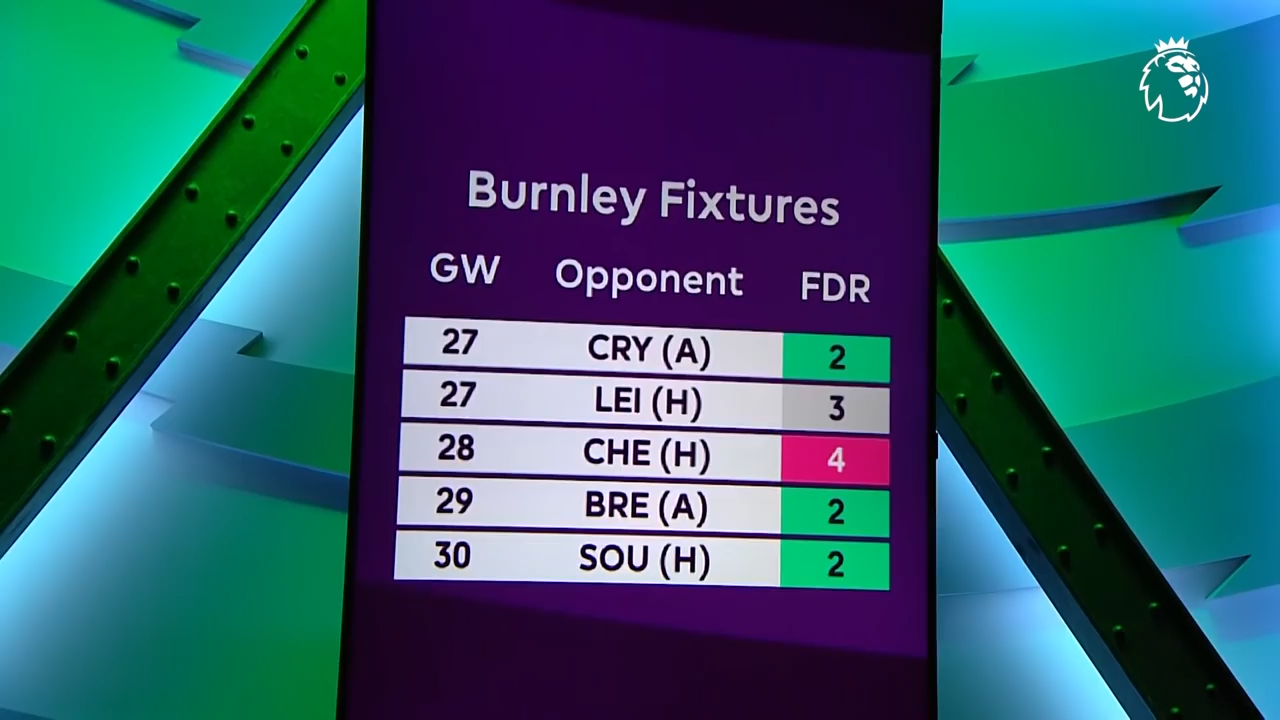 Burnley Fixtures
GW Opponent FDR
27 CRY (A) 2
27 LEI (H) 3
28 CHE (H) 4
29 BRE (A) 2
30 SOU (H) 2